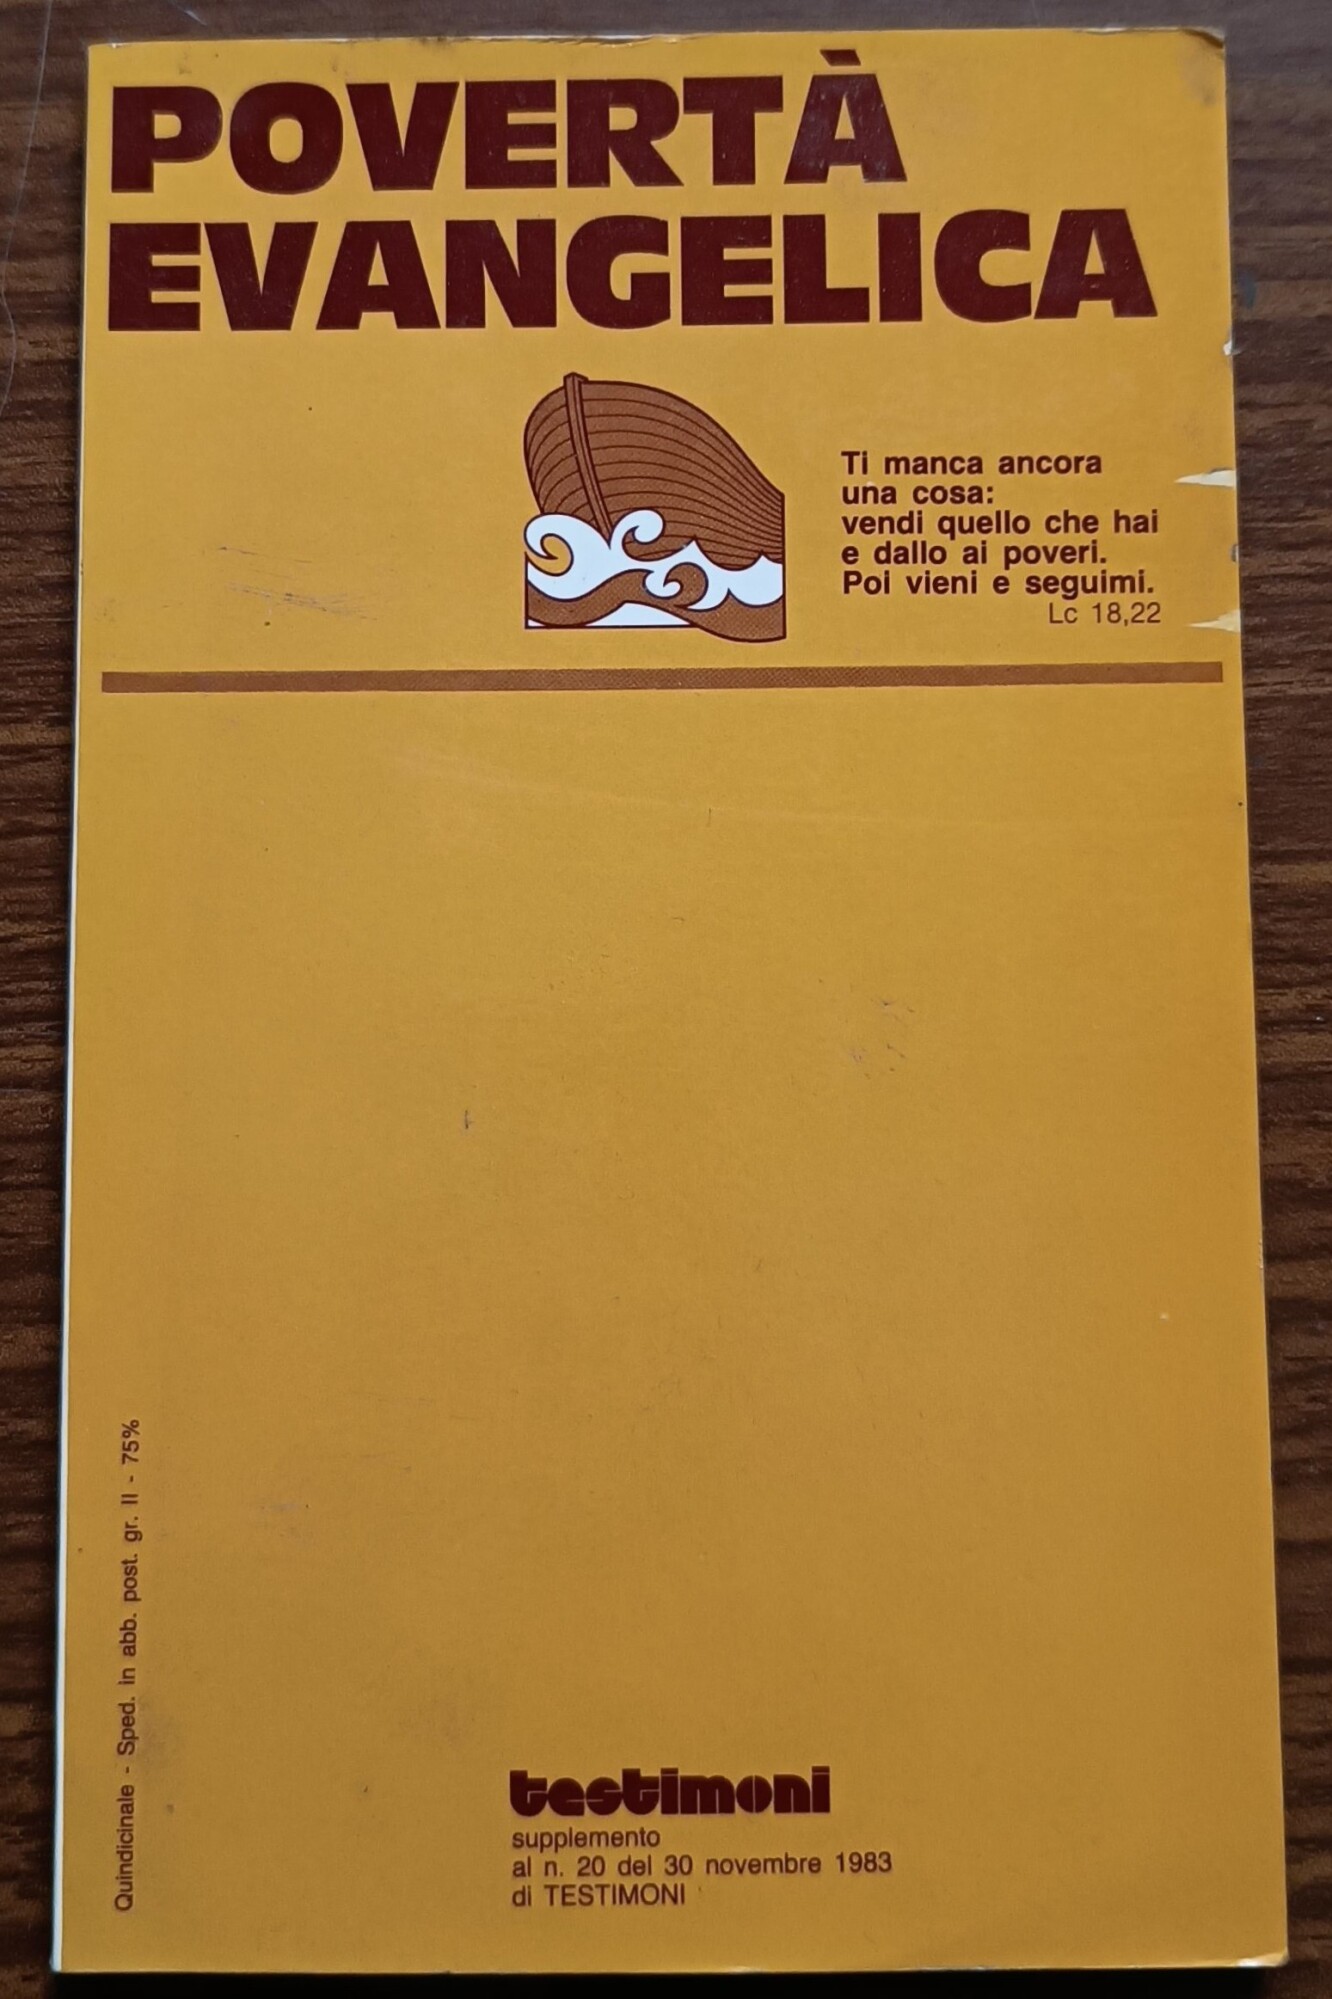 POVERTÀ
EVANGELICA
Ti manca ancora
una cosa:
vendi quello che hai
e dallo ai poveri.
Poi vieni e seguimi.
Lc 18,22
Quindicinale - Sped. in abb. post. gr. II - 75%
testimoni
supplemento
al n. 20 del 30 novembre 1983
di TESTIMONI